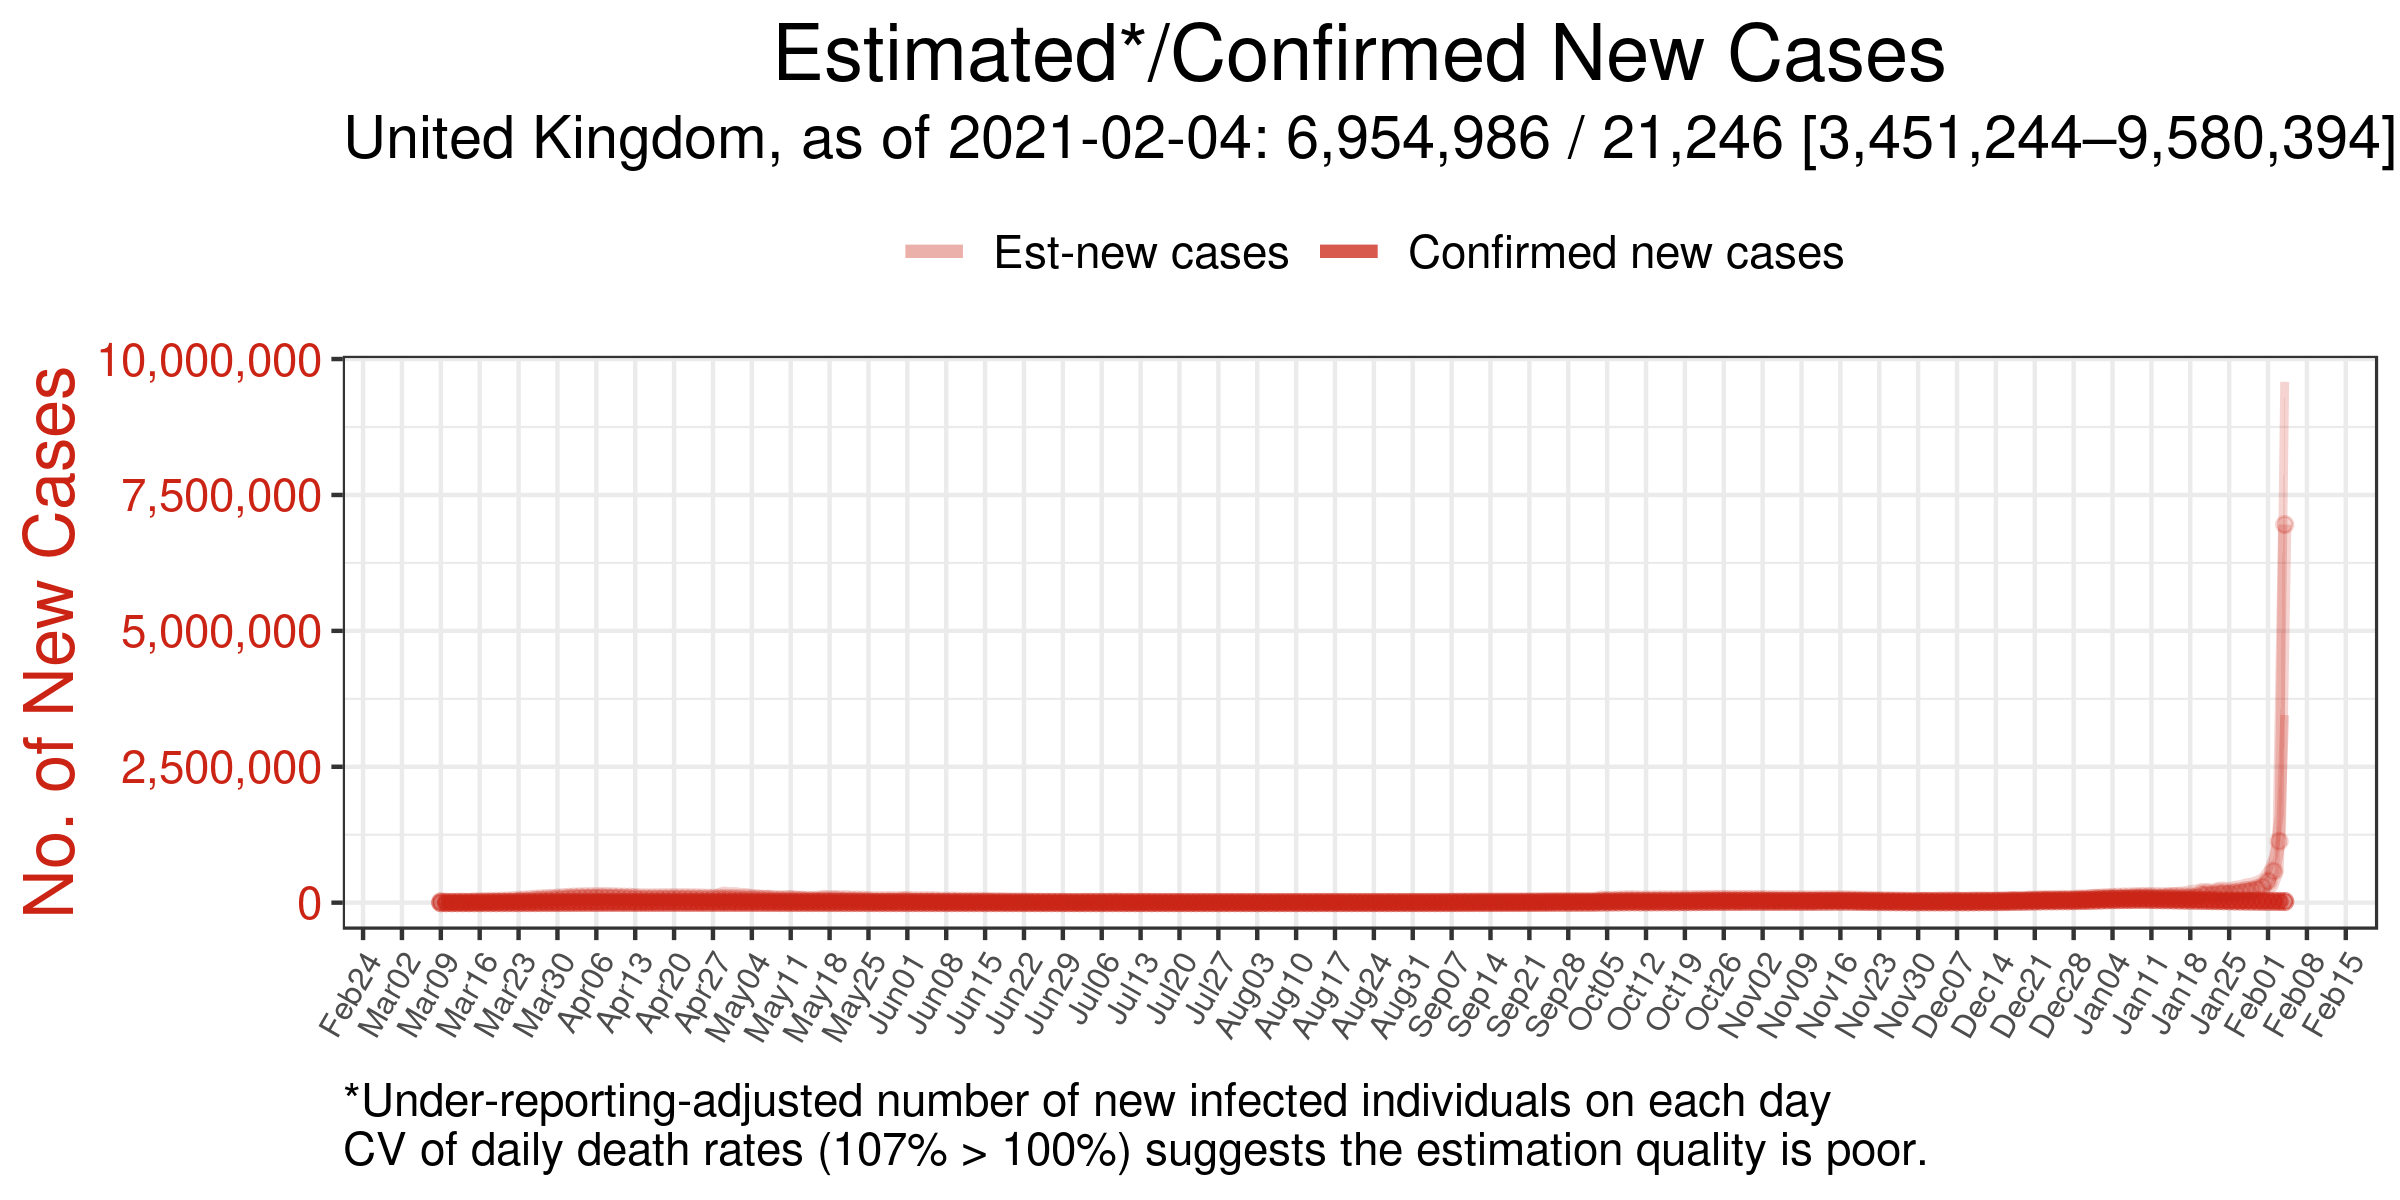 Estimated*/Confirmed New Cases
United Kingdom, as of 2021-02-04: 6,954,986 / 21,246 [3,451,244–9,580,394]
Est-new cases
Confirmed new cases
No. of New Cases
10,000,000
7,500,000
5,000,000
2,500,000
0
Feb24
Mar02
Mar09
Mar16
Mar23
Mar30
Apr06
Apr13
Apr20
Apr27
May04
May11
May18
May25
Jun01
Jun08
Jun15
Jun22
Jun29
Jul06
Jul13
Jul20
Jul27
Aug03
Aug10
Aug17
Aug24
Aug31
Sep07
Sep14
Sep21
Sep28
Oct05
Oct12
Oct19
Oct26
Nov02
Nov09
Nov16
Nov23
Nov30
Dec07
Dec14
Dec21
Dec28
Jan04
Jan11
Jan18
Jan25
Feb01
Feb08
Feb15
*Under-reporting-adjusted number of new infected individuals on each day
CV of daily death rates (107% > 100%) suggests the estimation quality is poor.